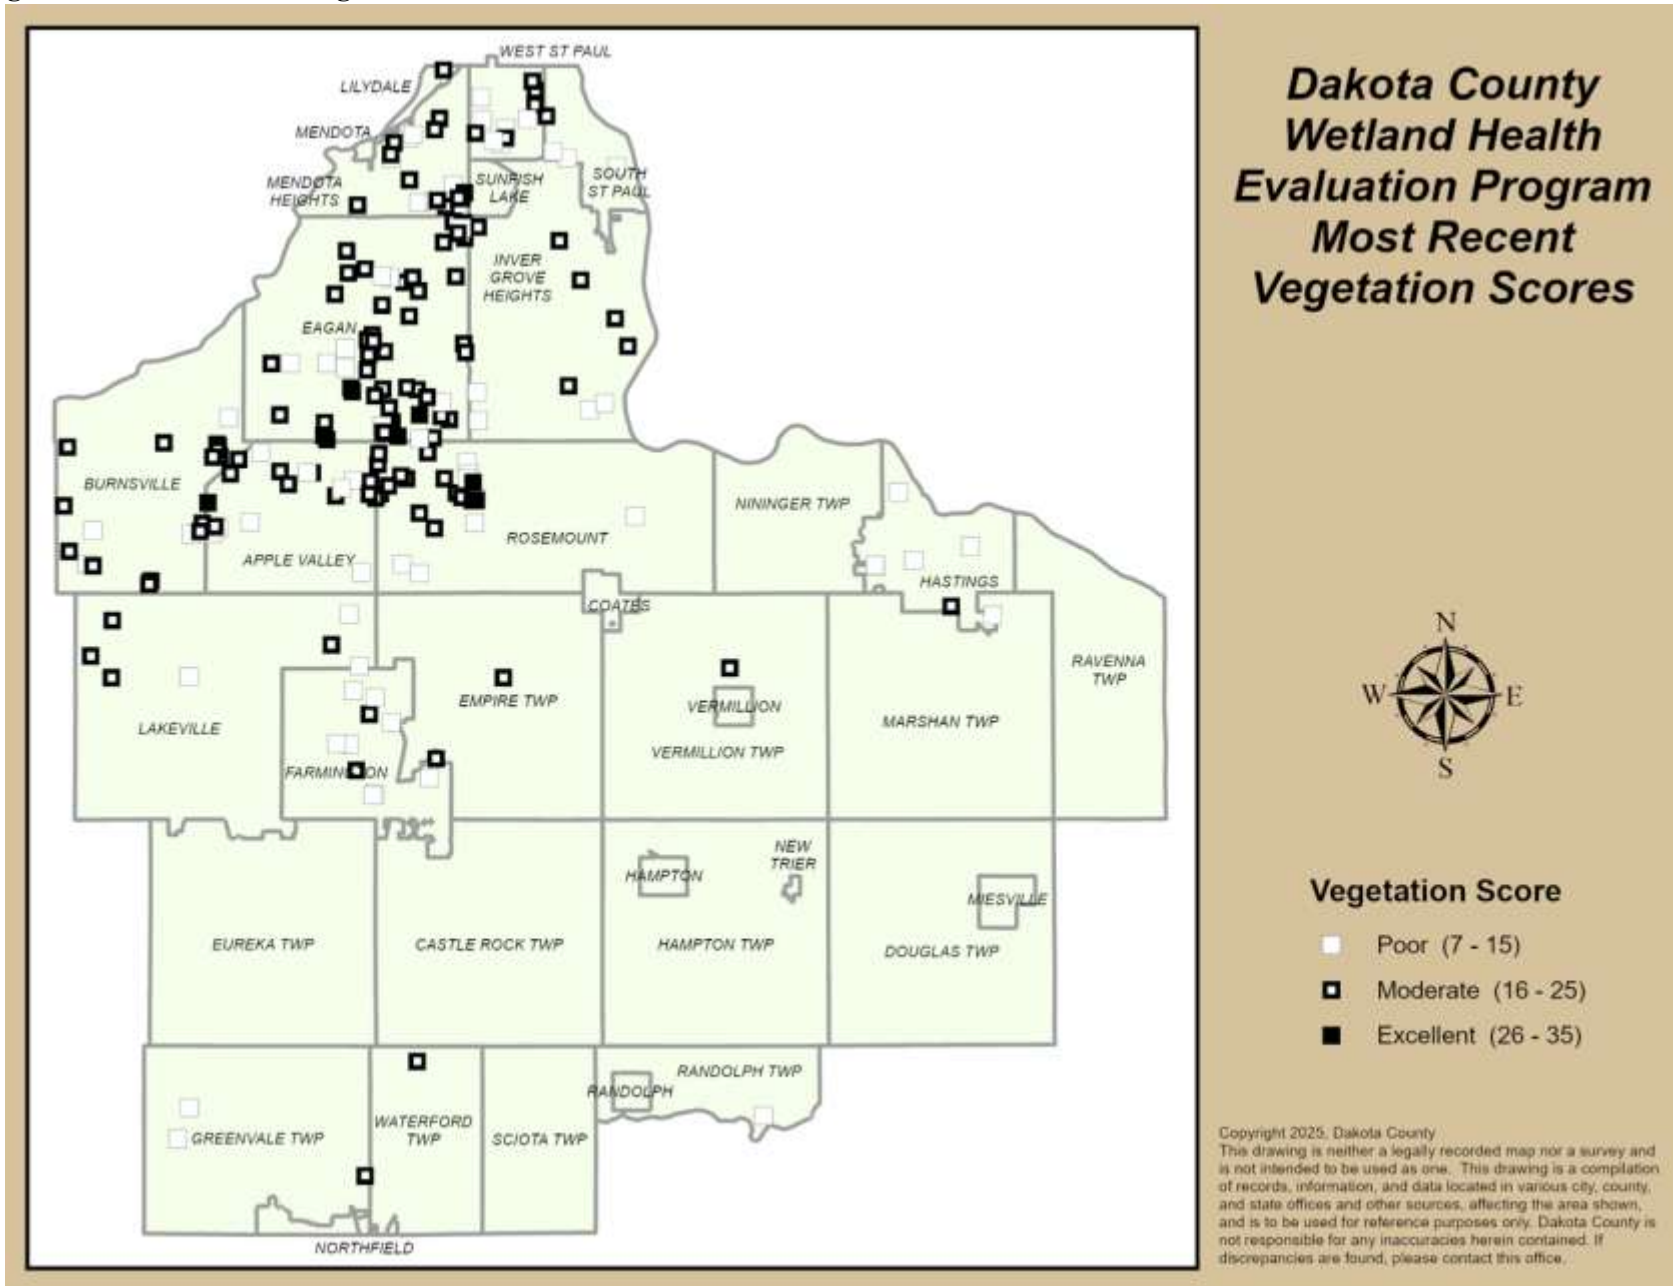 WEST ST PAUL
LILYDALE
MENDOTA
MENDOTA
HEIGHTS
SUNFISH
LAKE
SOUTH
ST PAUL
INVER
GROVE
HEIGHTS
EAGAN
BURNSVILLE
APPLE VALLEY
ROSEMOUNT
NININGER TWP
HASTINGS
COATES
RAVENNA
TWP
LAKEVILLE
EMPIRE TWP
VERMILLION
VERMILLION TWP
MARSHAN TWP
HAMPTON
NEW
TRIER
MIESVILLE
EUREKA TWP
CASTLE ROCK TWP
HAMPTON TWP
DOUGLAS TWP
RANDOLPH
RANDOLPH TWP
GREENVALE TWP
WATERFORD
TWP
SCIOTA TWP
NORTHFIELD
Dakota County
Wetland Health
Evaluation Program
Most Recent
Vegetation Scores
N
W
E
S
Vegetation Score
Poor (7 - 15)
Moderate (16 - 25)
Excellent (26 - 35)
Copyright 2025, Dakota County
This drawing is neither a legally recorded map nor a survey and
is not intended to be used as one. This drawing is a compilation
of records, information, and data located in various city, county,
and state offices and other sources, affecting the area shown,
and is to be used for reference purposes only. Dakota County is
not responsible for any inaccuracies herein contained. If
discrepancies are found, please contact this office.